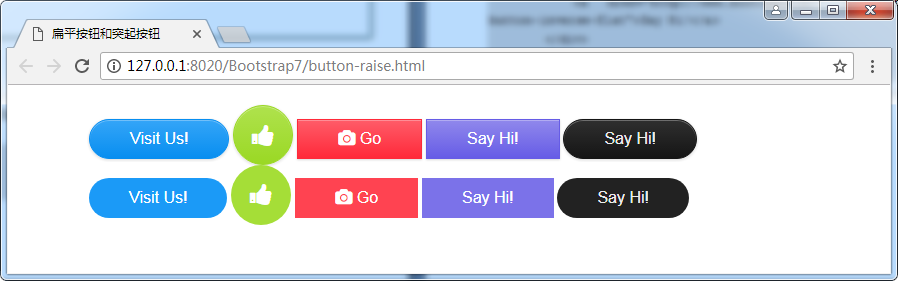 扁平按钮和突起按钮
127.0.0.1:8020/Bootstrap7/button-raise.html
Visit Us! Go Say Hi! Say Hi!
Visit Us! Go Say Hi! Say Hi!